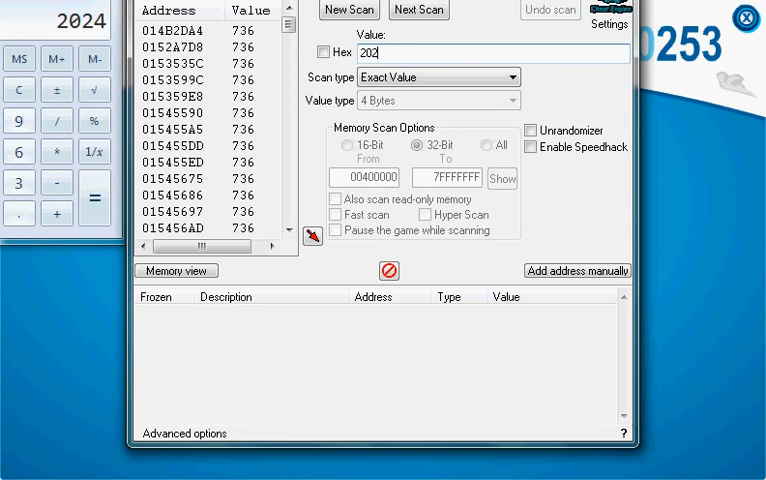 2024
MS M+ M-
C ± √
9 / %
6 * 1/x
3 - =
. +
Address Value
014B2DA4 736
0152A7D8 736
0153535C 736
0153599C 736
015359E8 736
01545590 736
015455A5 736
015455DD 736
015455ED 736
01545675 736
01545686 736
01545697 736
015456AD 736
New Scan Next Scan Undo scan
Cheat Engine
Settings
Value:
Hex 202
Scan type Exact Value
Value type 4 Bytes
Memory Scan Options
16-Bit 32-Bit All
From To
00400000 7FFFFFFF Show
Also scan read-only memory
Fast scan Hyper Scan
Pause the game while scanning
Unrandomizer
Enable Speedhack
Memory view Add address manually
Frozen Description Address Type Value
Advanced options ?
0253